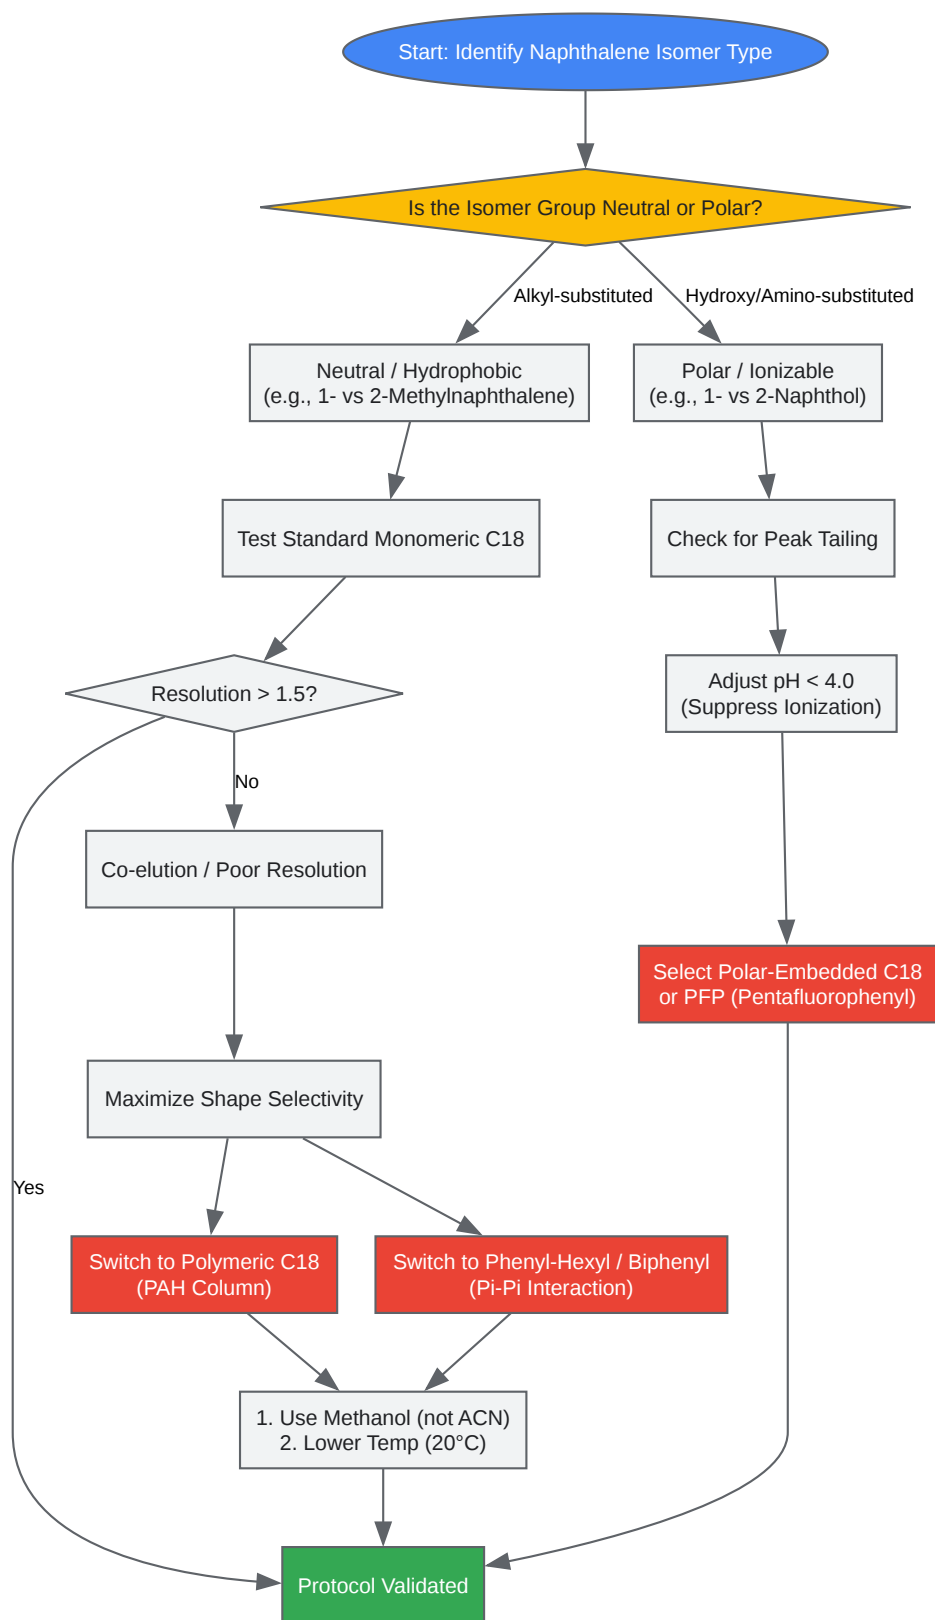 Start: Identify Naphthalene Isomer Type
Is the Isomer Group Neutral or Polar?
Alkyl-substituted
Hydroxy/Amino-substituted
Neutral / Hydrophobic
(e.g., 1- vs 2-Methylnaphthalene)
Polar / Ionizable
(e.g., 1- vs 2-Naphthol)
Test Standard Monomeric C18
Check for Peak Tailing
Resolution > 1.5?
Adjust pH < 4.0
(Suppress Ionization)
No
Co-elution / Poor Resolution
Select Polar-Embedded C18
or PFP (Pentafluorophenyl)
Maximize Shape Selectivity
Yes
Switch to Polymeric C18
(PAH Column)
Switch to Phenyl-Hexyl / Biphenyl
(Pi-Pi Interaction)
1. Use Methanol (not ACN)
2. Lower Temp (20°C)
Protocol Validated